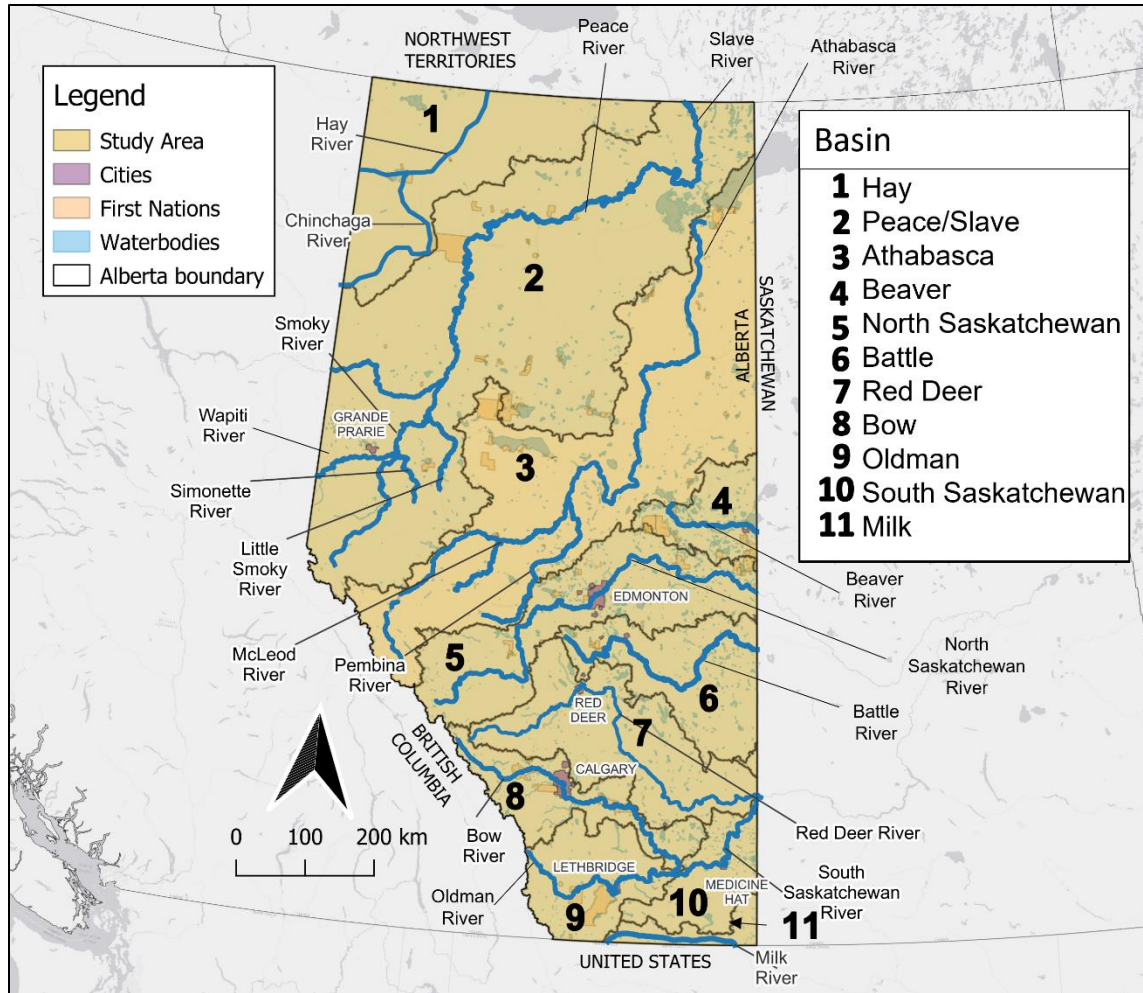 NORTHWEST
TERRITORIES
Peace
River
Slave
River
Athabasca
River
Legend
Study Area
Cities
First Nations
Waterbodies
Alberta boundary
1
Hay
River
Chinchaga
River
2
Smoky
River
Wapiti
River
GRANDE
PRARIE
Simonette
River
Little
Smoky
River
3
ALBERTA
SASKATCHEWAN
4
Beaver
River
EDMONTON
McLeod
River
Pembina
River
5
North
Saskatchewan
River
6
Battle
River
RED
DEER
7
BRITISH
COLUMBIA
CALGARY
8
Bow
River
Red Deer River
LETHBRIDGE
Oldman
River
MEDICINE
HAT
South
Saskatchewan
River
9
10
11
Milk
River
UNITED STATES
0 100 200 km
Basin
1 Hay
2 Peace/Slave
3 Athabasca
4 Beaver
5 North Saskatchewan
6 Battle
7 Red Deer
8 Bow
9 Oldman
10 South Saskatchewan
11 Milk